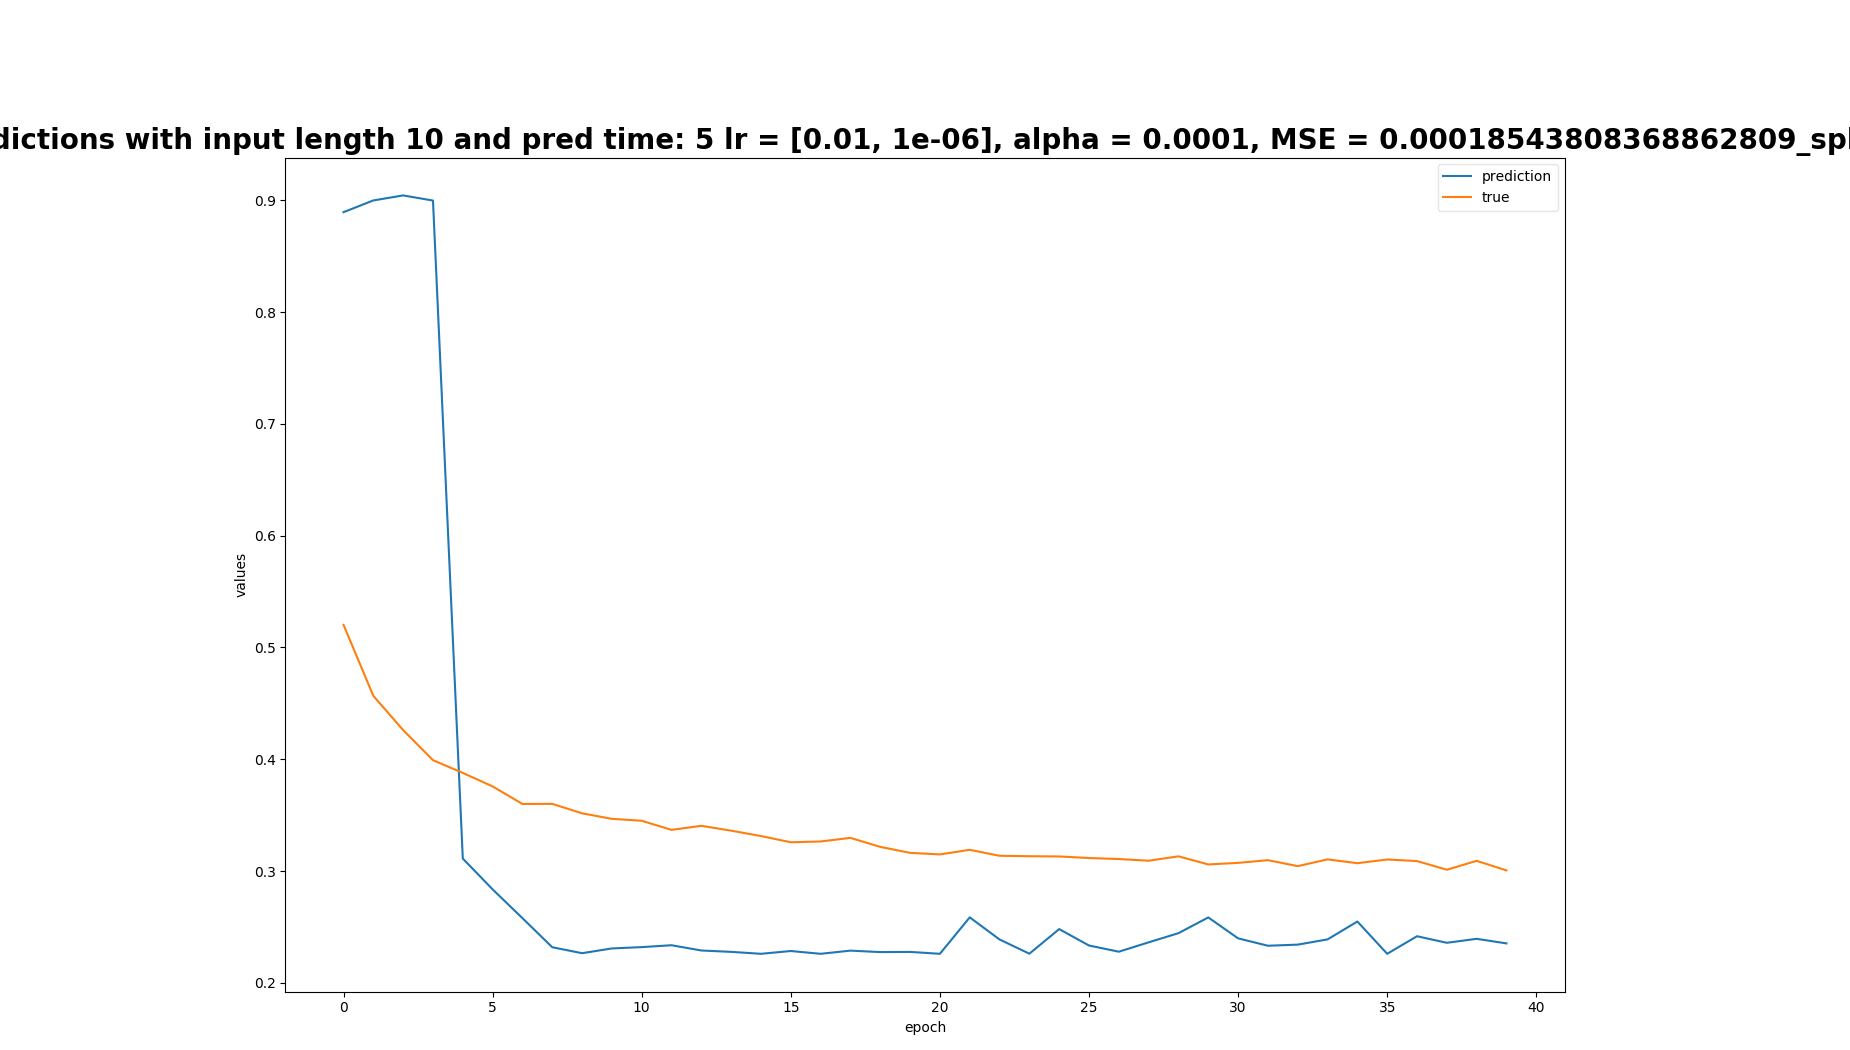 dictions with input length 10 and pred time: 5 lr = [0.01, 1e-06], alpha = 0.0001, MSE = 0.00018543808368862809_spl
prediction
true
0.9
0.8
0.7
0.6
0.5
0.4
0.3
0.2
values
0 5 10 15 20 25 30 35 40
epoch